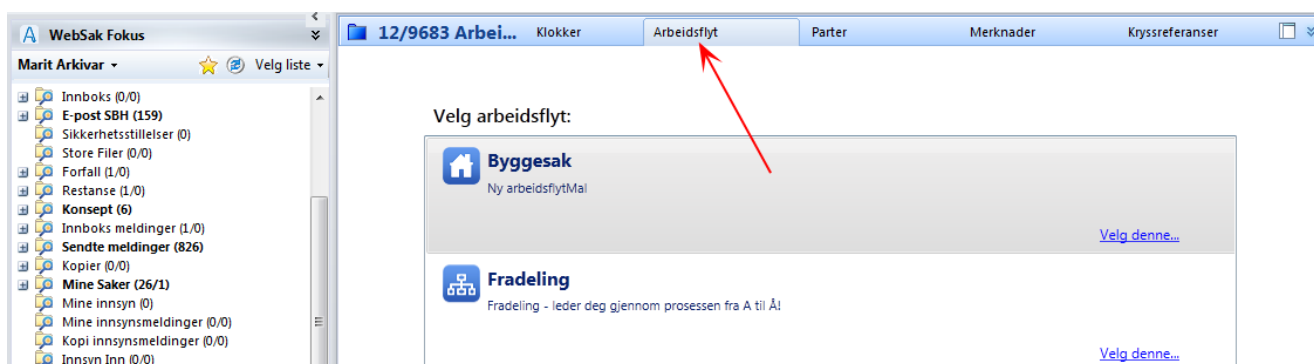 WebSak Fokus
Marit Arkivar
Velg liste
Innboks (0/0)
E-post SBH (159)
Sikkerhetsstillelser (0)
Store Filer (0/0)
Forfall (1/0)
Restanse (1/0)
Konsept (6)
Innboks meldinger (1/0)
Sendte meldinger (826)
Kopier (0/0)
Mine Saker (26/1)
Mine innsyn (0)
Mine innsynsmeldinger (0/0)
Kopi innsynsmeldinger (0/0)
Innsyn Inn (0/0)
12/9683 Arbei... Klokker Arbeidsflyt Parter Merknader Kryssreferanser
Velg arbeidsflyt:
Byggesak
Ny arbeidsflytMal
Velg denne...
Fradeling
Fradeling - leder deg gjennom prosessen fra A til Å!
Velg denne...